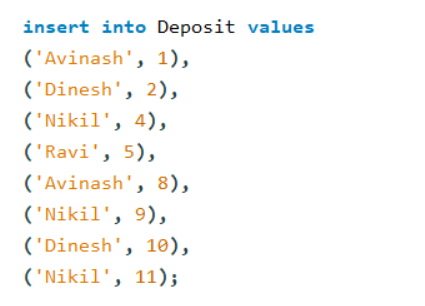 insert into Deposit values
('Avinash', 1),
('Dinesh', 2),
('Nikil', 4),
('Ravi', 5),
('Avinash', 8),
('Nikil', 9),
('Dinesh', 10),
('Nikil', 11);